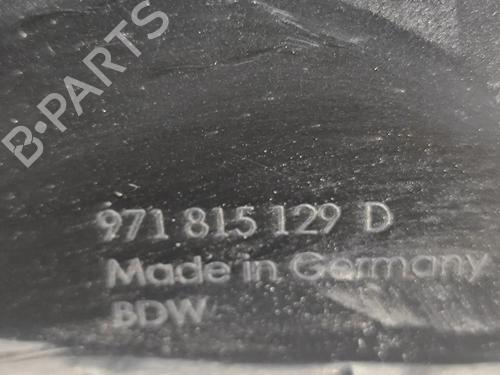 B-PARTS
971 815 129 D
Made in Germany
BDW